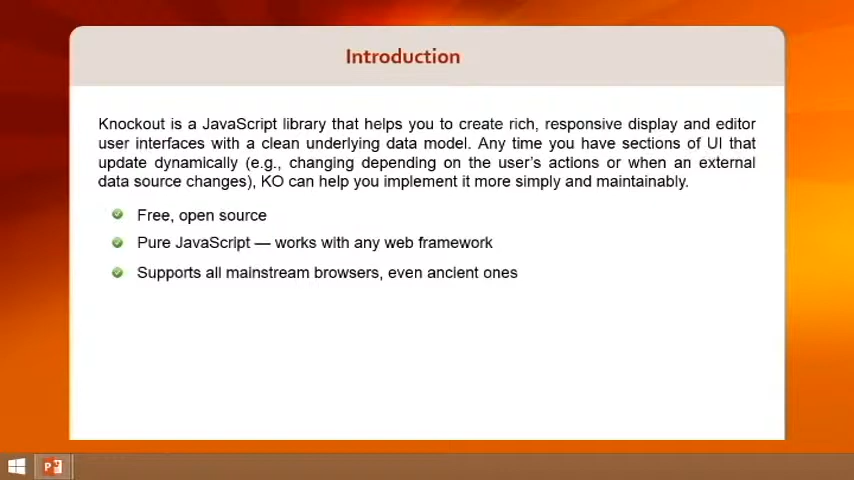 Introduction
Knockout is a JavaScript library that helps you to create rich, responsive display and editor
user interfaces with a clean underlying data model. Any time you have sections of UI that
update dynamically (e.g., changing depending on the user's actions or when an external
data source changes), KO can help you implement it more simply and maintainably.
Free, open source
Pure JavaScript — works with any web framework
Supports all mainstream browsers, even ancient ones
P